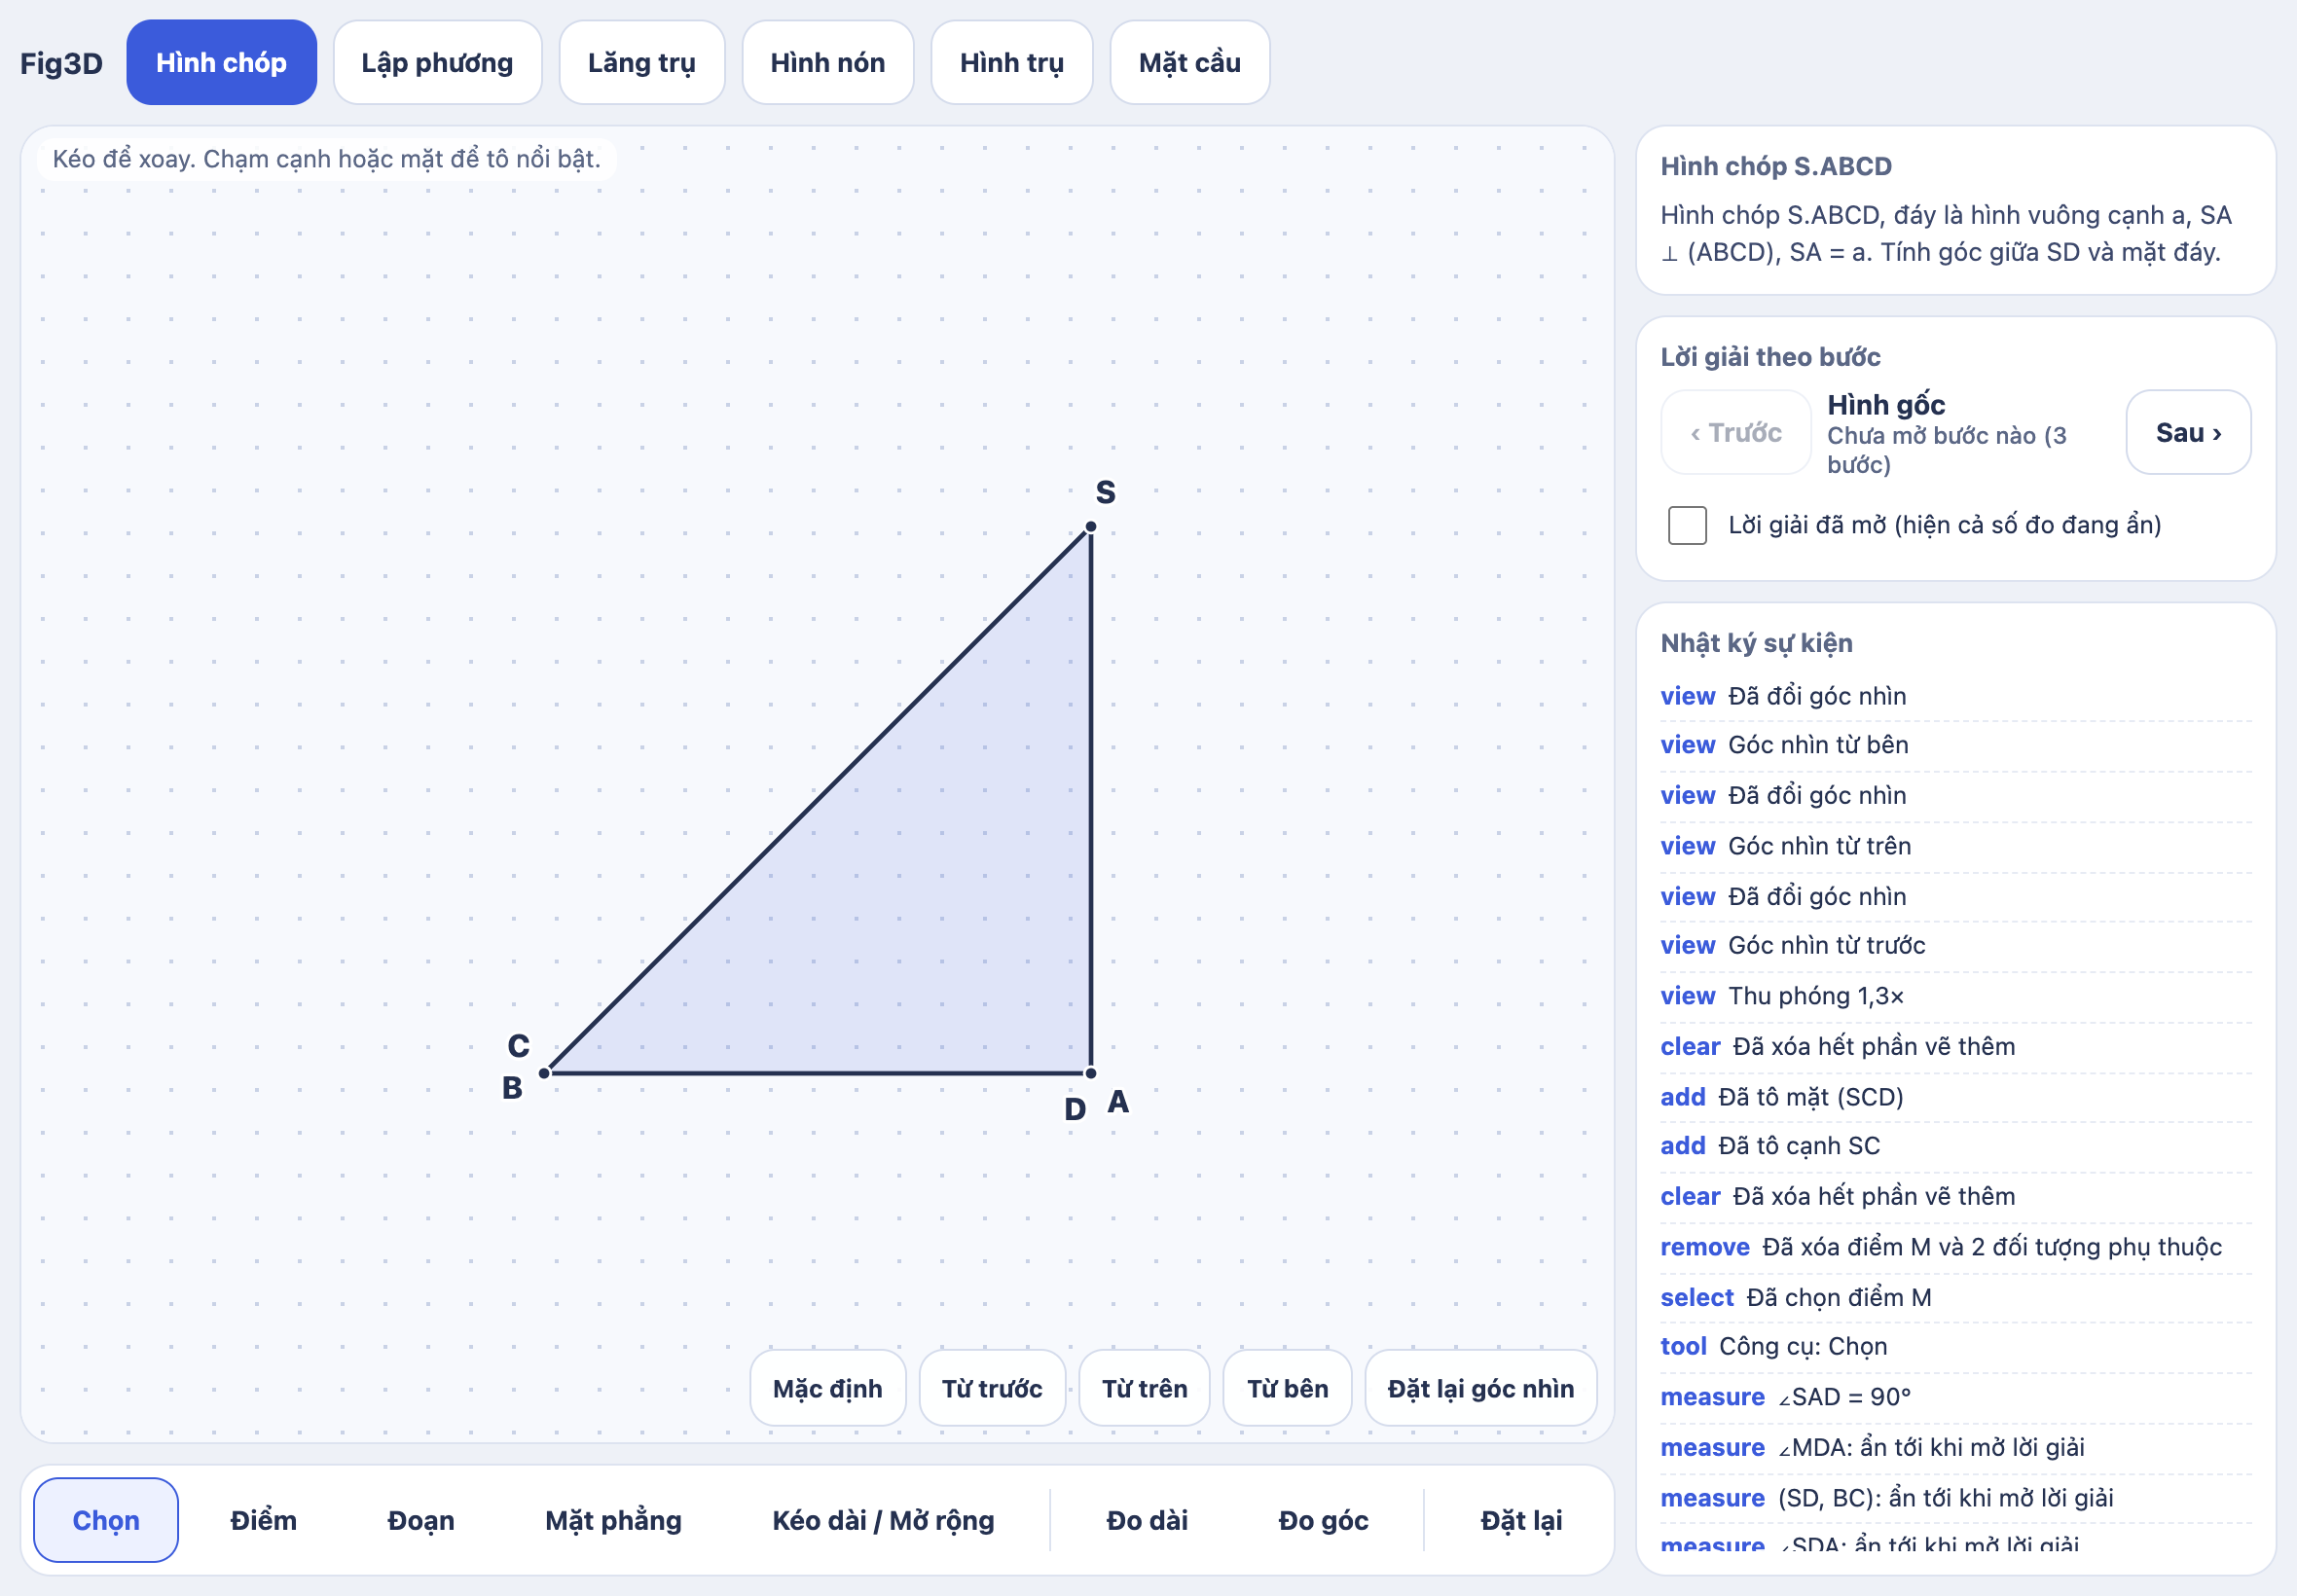 Fig3D
Hình chóp
Lập phương
Lăng trụ
Hình nón
Hình trụ
Mặt cầu
Kéo để xoay. Chạm cạnh hoặc mặt để tô nổi bật.
S
C
B
D
A
Mặc định
Từ trước
Từ trên
Từ bên
Đặt lại góc nhìn
Chọn
Điểm
Đoạn
Mặt phẳng
Kéo dài / Mở rộng
Đo dài
Đo góc
Đặt lại
Hình chóp S.ABCD
Hình chóp S.ABCD, đáy là hình vuông cạnh a, SA
⊥ (ABCD), SA = a. Tính góc giữa SD và mặt đáy.
Lời giải theo bước
‹ Trước
Hình gốc
Chưa mở bước nào (3
bước)
Sau ›
Lời giải đã mở (hiện cả số đo đang ẩn)
Nhật ký sự kiện
view Đã đổi góc nhìn
view Góc nhìn từ bên
view Đã đổi góc nhìn
view Góc nhìn từ trên
view Đã đổi góc nhìn
view Góc nhìn từ trước
view Thu phóng 1,3×
clear Đã xóa hết phần vẽ thêm
add Đã tô mặt (SCD)
add Đã tô cạnh SC
clear Đã xóa hết phần vẽ thêm
remove Đã xóa điểm M và 2 đối tượng phụ thuộc
select Đã chọn điểm M
tool Công cụ: Chọn
measure ∠SAD = 90°
measure ∠MDA: ẩn tới khi mở lời giải
measure (SD, BC): ẩn tới khi mở lời giải
measure ∠SDA: ẩn tới khi mở lời giải